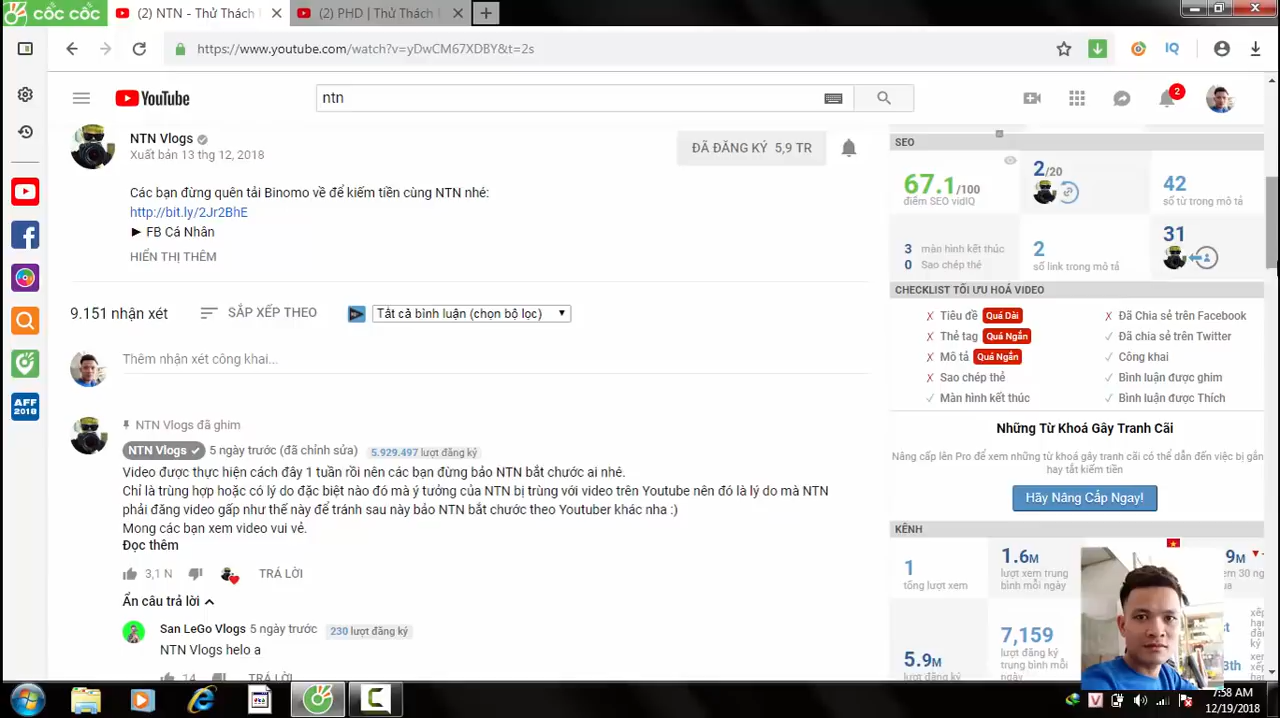 cốc cốc
(2) NTN - Thử Thách
(2) PHD | Thử Thách
https://www.youtube.com/watch?v=yDwCM67XDBY&t=2s
IQ
YouTube
ntn
2
NTN Vlogs
Xuất bản 13 thg 12, 2018
ĐÃ ĐĂNG KÝ 5,9 TR
Các bạn đừng quên tải Binomo về để kiếm tiền cùng NTN nhé:
http://bit.ly/2Jr2BhE
► FB Cá Nhân
HIỂN THỊ THÊM
9.151 nhận xét
SẮP XẾP THEO
Tất cả bình luận (chọn bộ lọc)
Thêm nhận xét công khai...
NTN Vlogs đã ghim
NTN Vlogs 5 ngày trước (đã chỉnh sửa) 5.929.497 lượt đăng ký
Video được thực hiện cách đây 1 tuần rồi nên các bạn đừng bảo NTN bắt chước ai nhé.
Chỉ là trùng hợp hoặc có lý do đặc biệt nào đó mà ý tưởng của NTN bị trùng với video trên Youtube nên đó là lý do mà NTN
phải đăng video gấp như thế này để tránh sau này bảo NTN bắt chước theo Youtuber khác nha :)
Mong các bạn xem video vui vẻ.
Đọc thêm
3,1 N
TRẢ LỜI
Ẩn câu trả lời
San LeGo Vlogs 5 ngày trước 230 lượt đăng ký
NTN Vlogs helo a
14
TRẢ LỜI
AFF
2018
SEO
67.1/100
điểm SEO vidIQ
2/20
42
số từ trong mô tả
3 màn hình kết thúc
0 Sao chép thẻ
2
số link trong mô tả
31
CHECKLIST TỐI ƯU HOÁ VIDEO
✗ Tiêu đề Quá Dài
✗ Thẻ tag Quá Ngắn
✗ Mô tả Quá Ngắn
✗ Sao chép thẻ
✓ Màn hình kết thúc
✗ Đã Chia sẻ trên Facebook
✓ Đã chia sẻ trên Twitter
✓ Công khai
✓ Bình luận được ghim
✓ Bình luận được Thích
Những Từ Khoá Gây Tranh Cãi
Nâng cấp lên Pro để xem những từ khoá gây tranh cãi có thể dẫn đến việc bị gắn
hay tắt kiếm tiền
Hãy Nâng Cấp Ngay!
KÊNH
1
tổng lượt xem
1.6M
lượt xem trung
bình mỗi ngày
9M
em 30 ng
ua
5.9M
lượt đăng ký
7,159
lượt đăng ký
trung bình mỗi
ngày
7:58 AM
12/19/2018